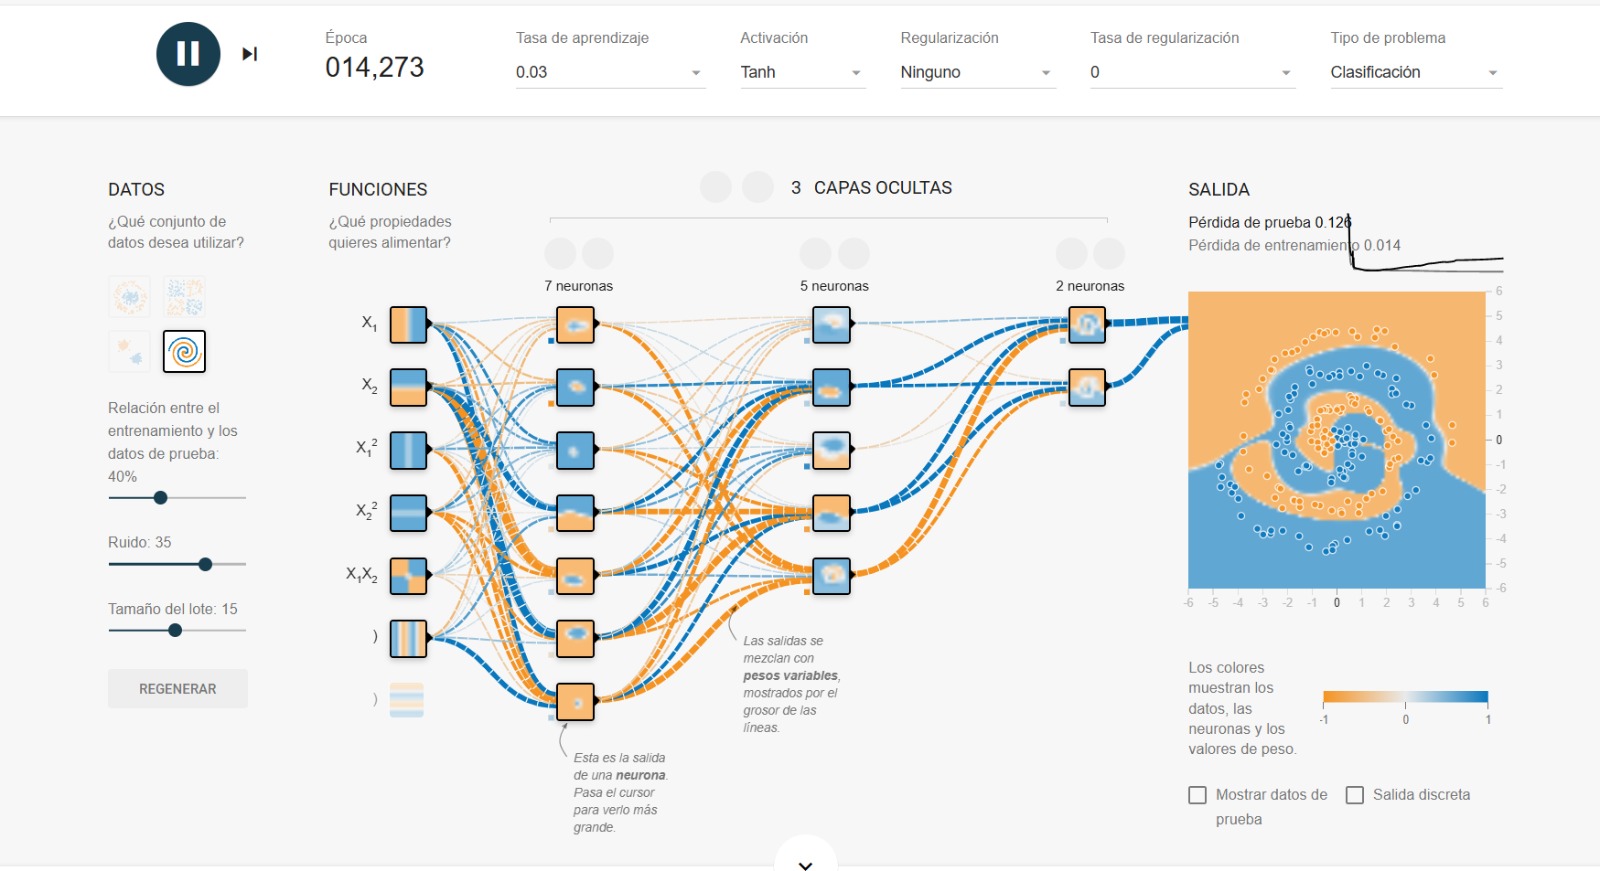 Época
014,273
Tasa de aprendizaje
0.03
Activación
Tanh
Regularización
Ninguno
Tasa de regularización
0
Tipo de problema
Clasificación
DATOS
¿Qué conjunto de
datos desea utilizar?
Relación entre el
entrenamiento y los
datos de prueba:
40%
Ruido: 35
Tamaño del lote: 15
REGENERAR
FUNCIONES
¿Qué propiedades
quieres alimentar?
X1
X2
X1²
X2²
X1X2
)
)
3 CAPAS OCULTAS
7 neuronas
5 neuronas
2 neuronas
Las salidas se
mezclan con
pesos variables,
mostrados por el
grosor de las
líneas.
Esta es la salida
de una neurona.
Pasa el cursor
para verlo más
grande.
SALIDA
Pérdida de prueba 0.126
Pérdida de entrenamiento 0.014
6
5
4
3
2
1
0
-1
-2
-3
-4
-5
-6
-6 -5 -4 -3 -2 -1 0 1 2 3 4 5 6
Los colores
muestran los
datos, las
neuronas y los
valores de peso.
-1 0 1
Mostrar datos de
prueba
Salida discreta